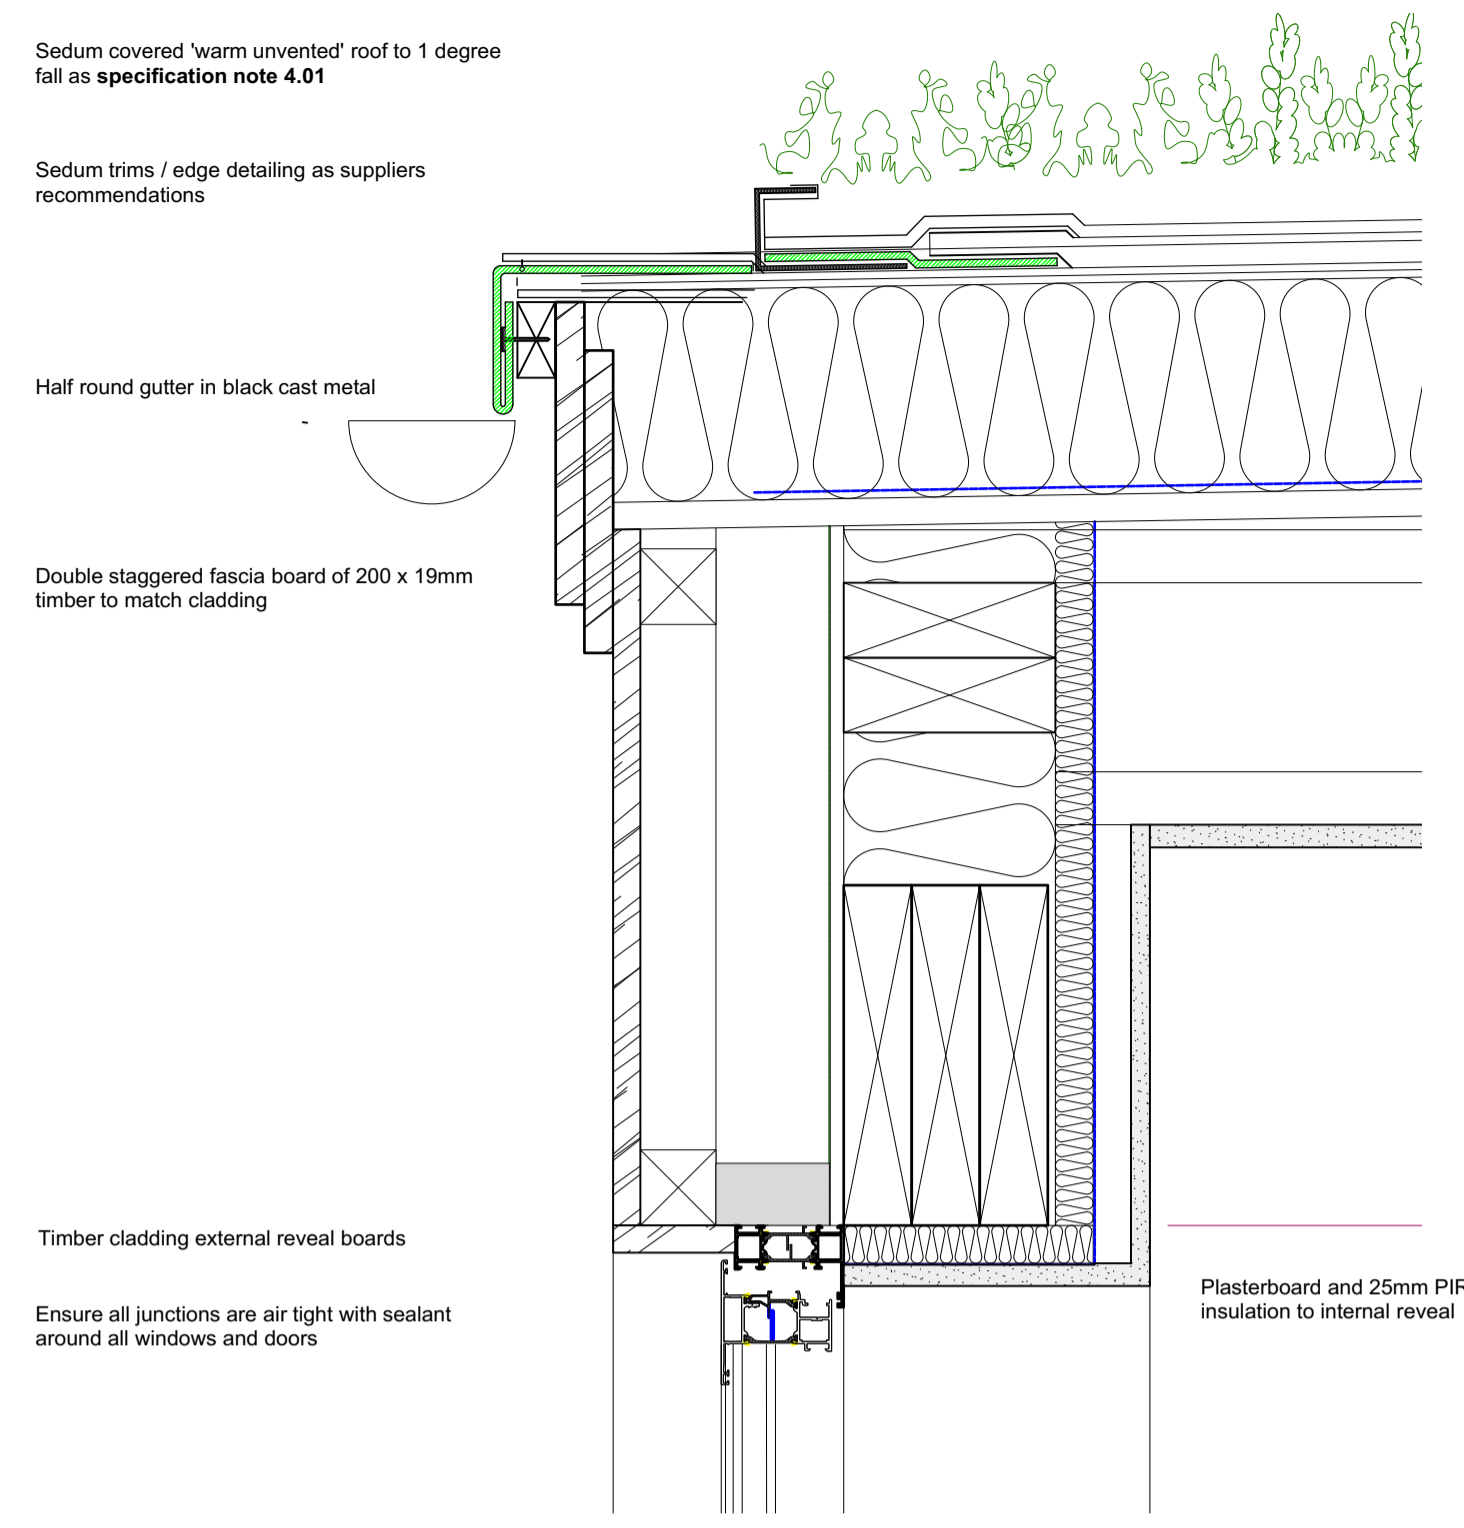 Sedum covered 'warm unvented' roof to 1 degree
fall as specification note 4.01
Sedum trims / edge detailing as suppliers
recommendations
Half round gutter in black cast metal
Double staggered fascia board of 200 x 19mm
timber to match cladding
Timber cladding external reveal boards
Ensure all junctions are air tight with sealant
around all windows and doors
Plasterboard and 25mm PIR
insulation to internal reveal